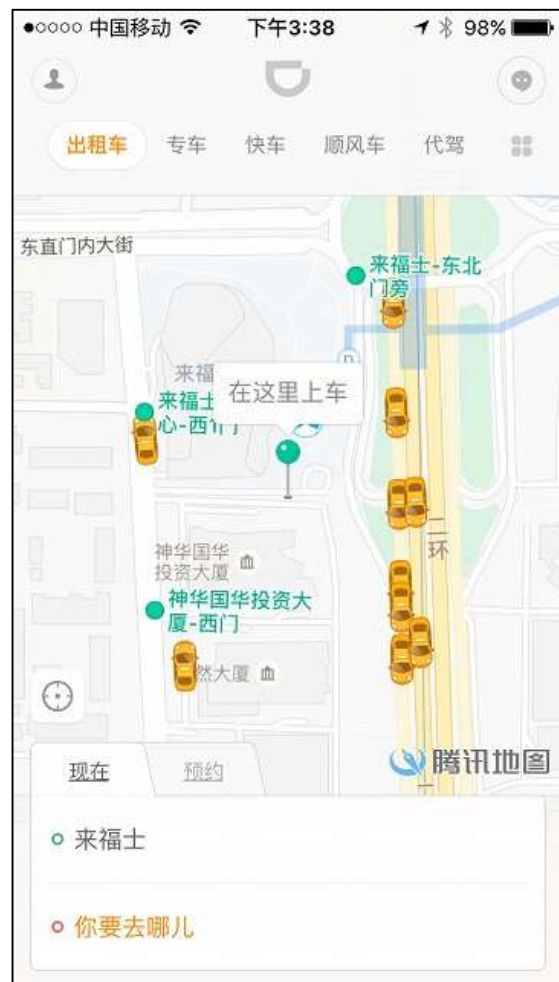 中国移动 下午3:38 98%
出租车 专车 快车 顺风车 代驾
东直门内大街
来福士-东北
门旁
来福
在这里上车
来福士
心-西1门
二环
神华国华
投资大厦
神华国华投资大
厦-西门
然大厦
腾讯地图
现在 预约
来福士
你要去哪儿